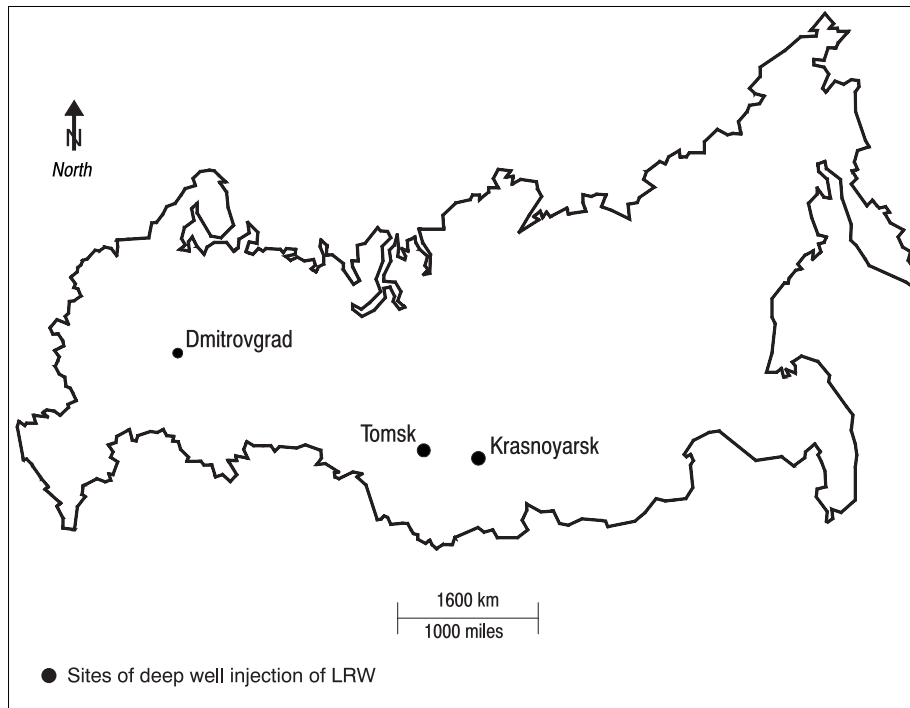 N
North
Dmitrovgrad
Tomsk
Krasnoyarsk
1600 km
1000 miles
Sites of deep well injection of LRW